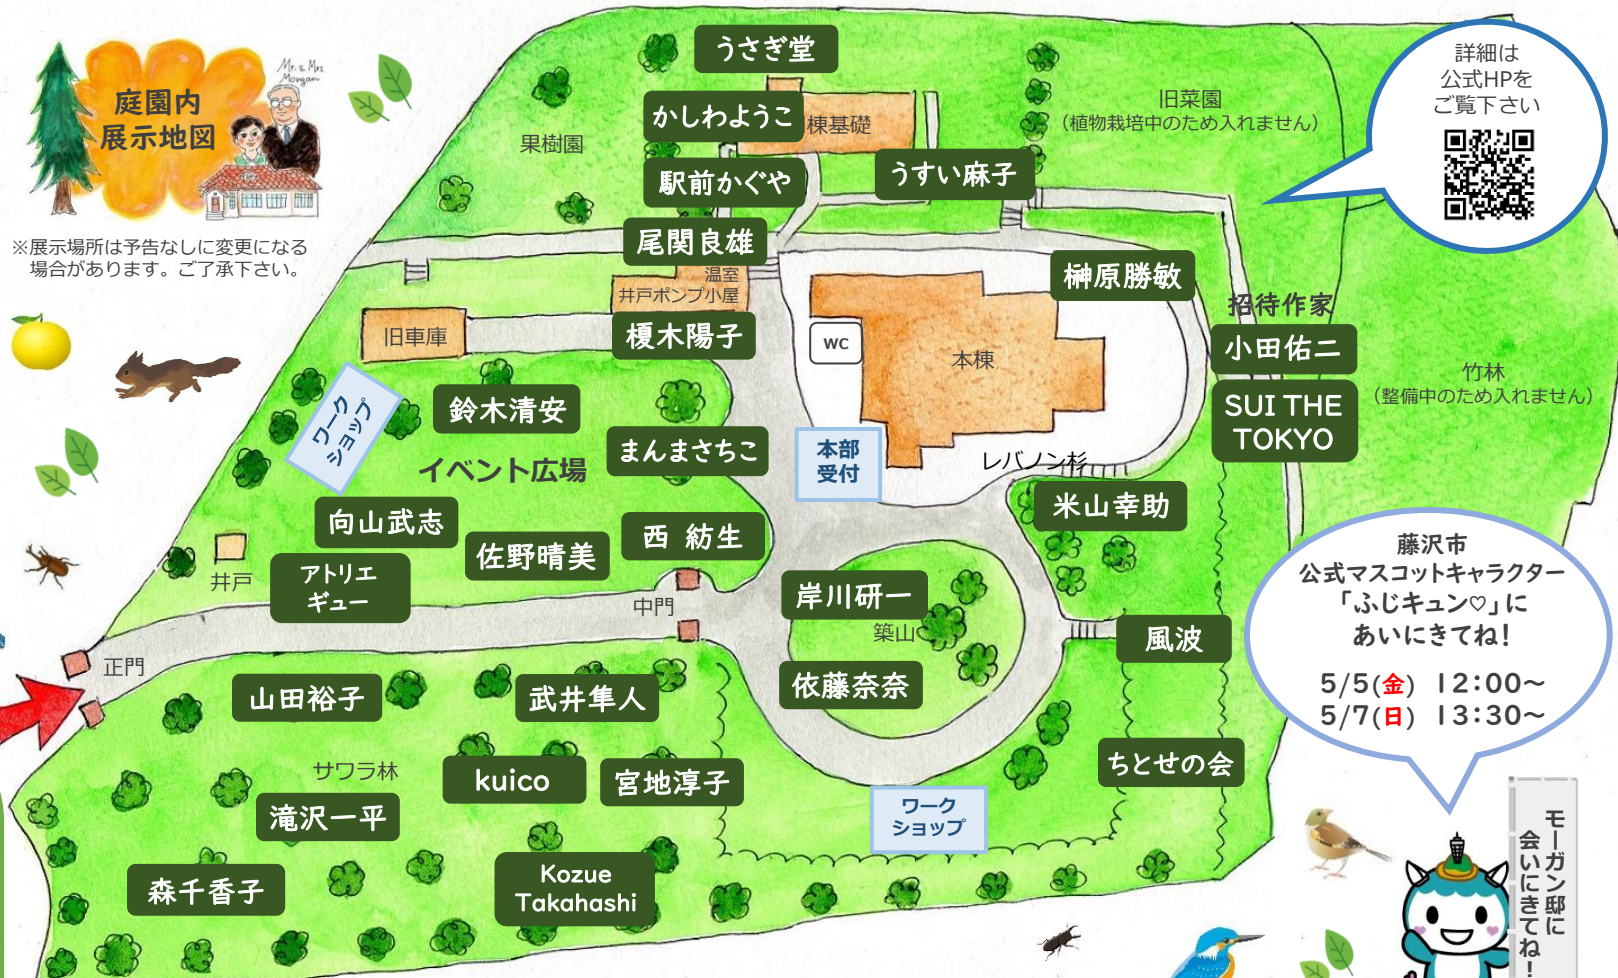 庭園内
展示地図
Mr. & Mrs
Morgan
※展示場所は予告なしに変更になる
場合があります。ご了承下さい。
うさぎ堂
かしわようこ
棟基礎
果樹園
駅前かぐや
うすい麻子
旧菜園
(植物栽培中のため入れません)
詳細は
公式HPを
ご覧下さい
尾関良雄
温室
井戸ポンプ小屋
榊原勝敏
招待作家
旧車庫
榎木陽子
WC
本棟
小田佑二
SUI THE
TOKYO
竹林
(整備中のため入れません)
ワーク
ショップ
鈴木清安
まんまさちこ
イベント広場
本部
受付
レバノン杉
米山幸助
向山武志
佐野晴美
西 紡生
井戸
アトリエ
ギュー
中門
岸川研一
築山
風波
藤沢市
公式マスコットキャラクター
「ふじキュン♡」に
あいにきてね!
5/5(金) 12:00~
5/7(日) 13:30~
正門
山田裕子
武井隼人
依藤奈奈
サワラ林
kuico
宮地淳子
ちとせの会
滝沢一平
ワーク
ショップ
森千香子
Kozue
Takahashi
モーガン邸に
会いにきてね!